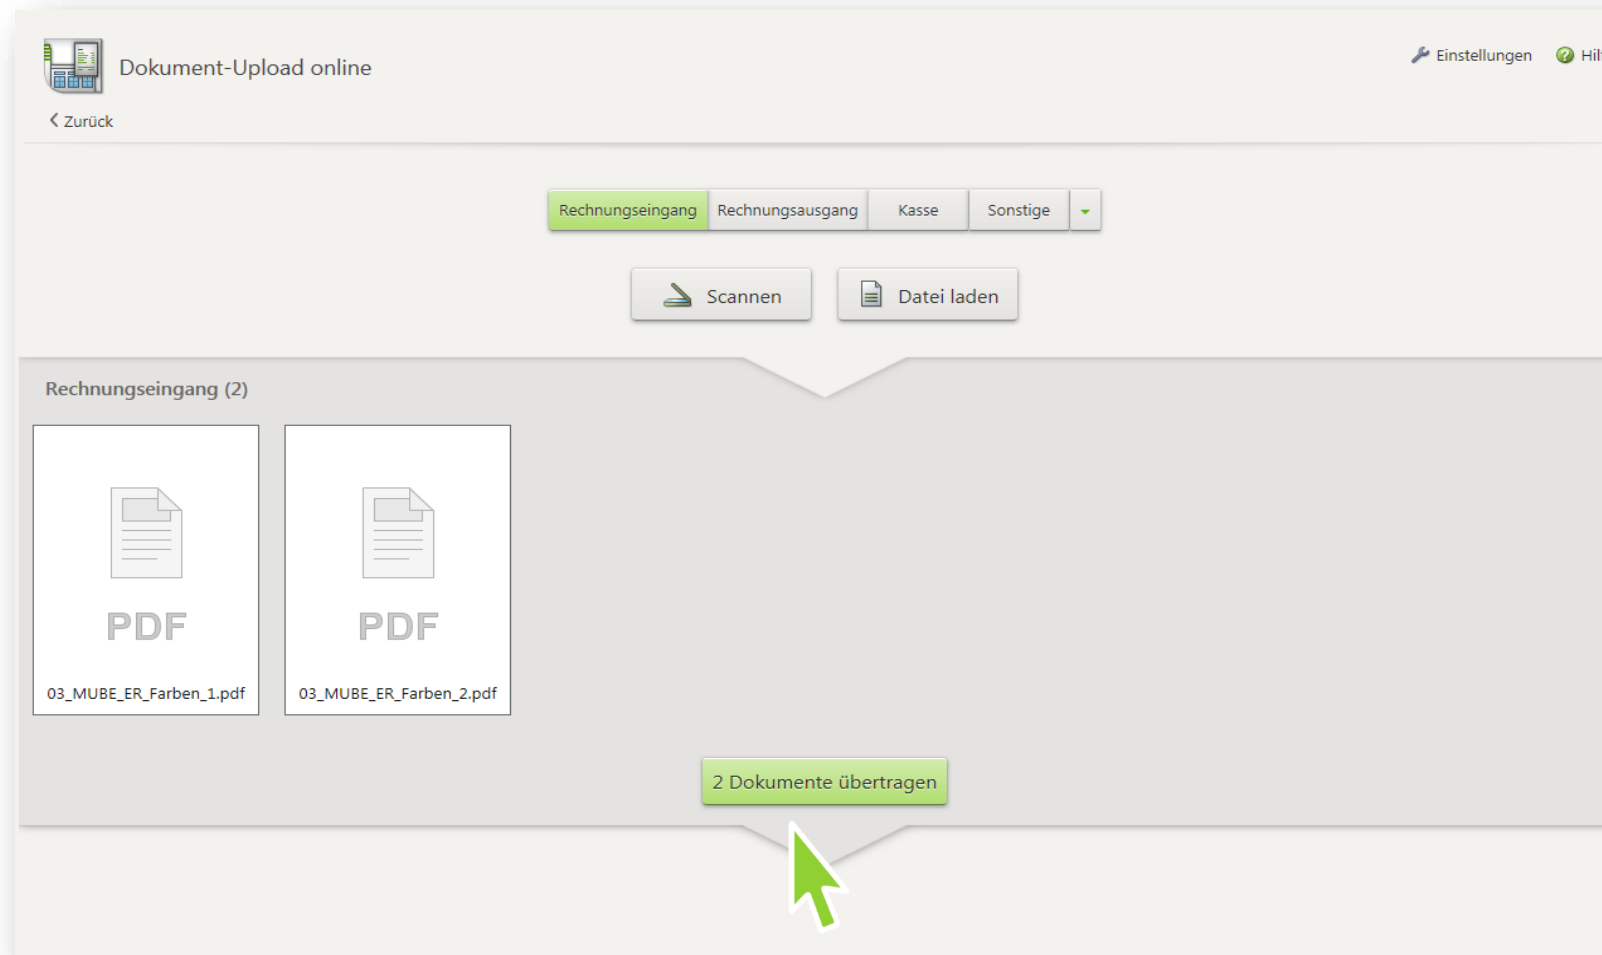 Dokument-Upload online
Einstellungen
Zurück
Rechnungseingang Rechnungsausgang Kasse Sonstige
Scannen Datei laden
Rechnungseingang (2)
PDF PDF
03_MUBE_ER_Farben_1.pdf 03_MUBE_ER_Farben_2.pdf
2 Dokumente übertragen